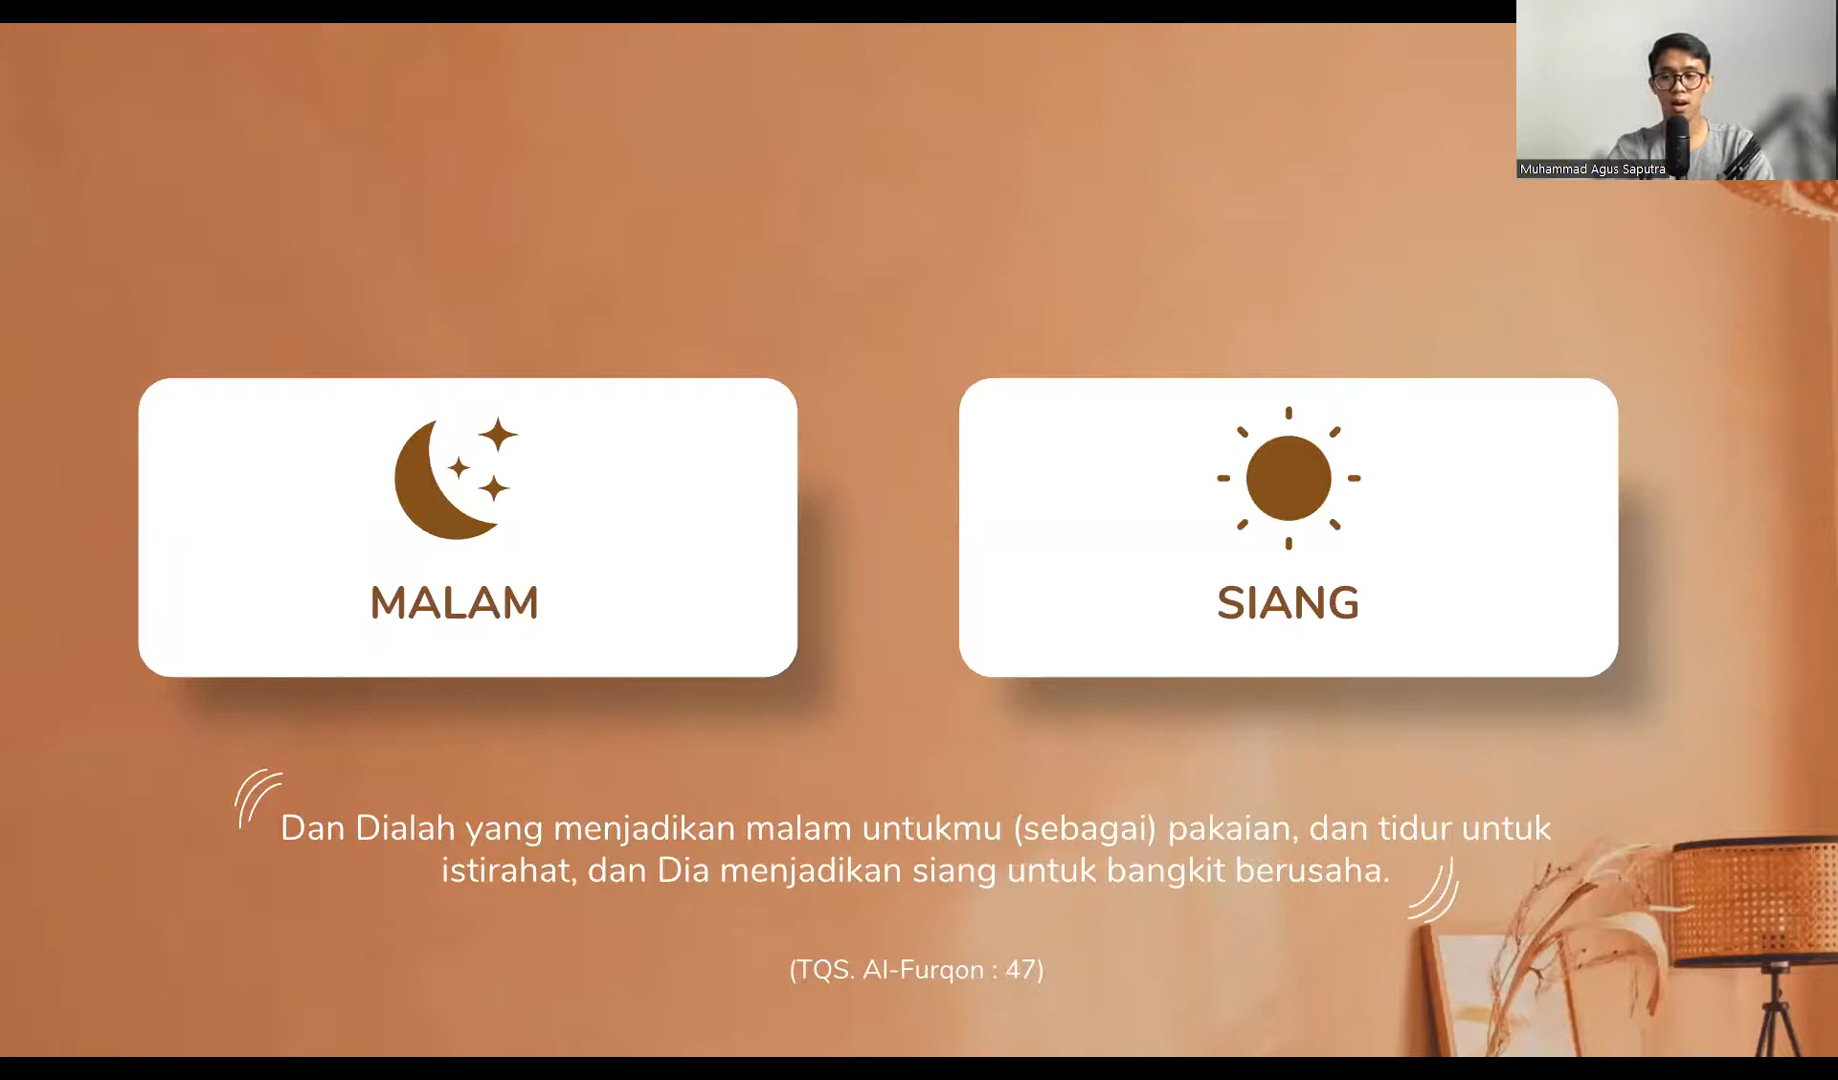 Muhammad Agus Saputra
MALAM
SIANG
Dan Dialah yang menjadikan malam untukmu (sebagai) pakaian, dan tidur untuk
istirahat, dan Dia menjadikan siang untuk bangkit berusaha.
(TQS. Al-Furqon : 47)